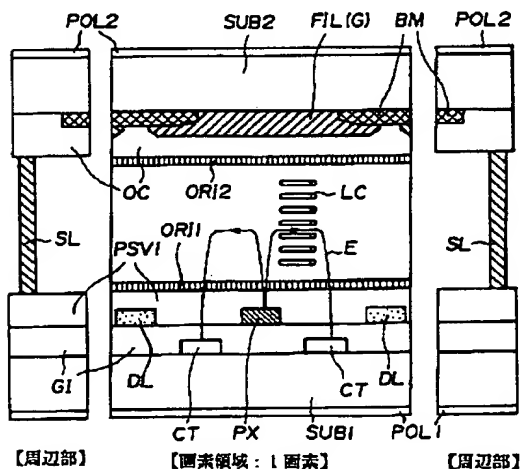 POL2 SUB2 FIL(G) BM POL2
OC ORI2 LC
SL ORI1 E SL
PSV1
GI DL CT PX CT DL
SUB1 POL1
【周辺部】 【画素領域:1画素】 【周辺部】